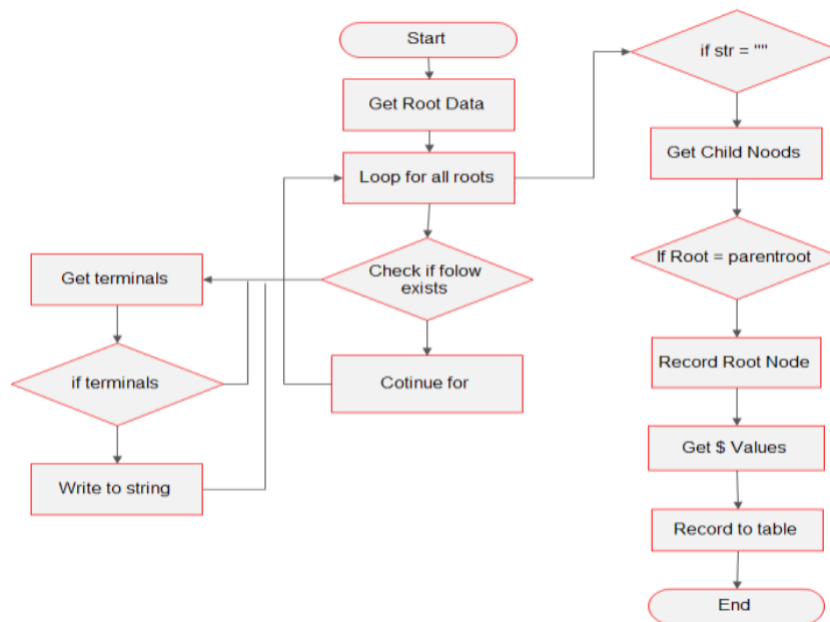 Start
Get Root Data
Loop for all roots
Check if folow
exists
Cotinue for
Get terminals
if terminals
Write to string
if str = ""
Get Child Noods
If Root = parentroot
Record Root Node
Get $ Values
Record to table
End